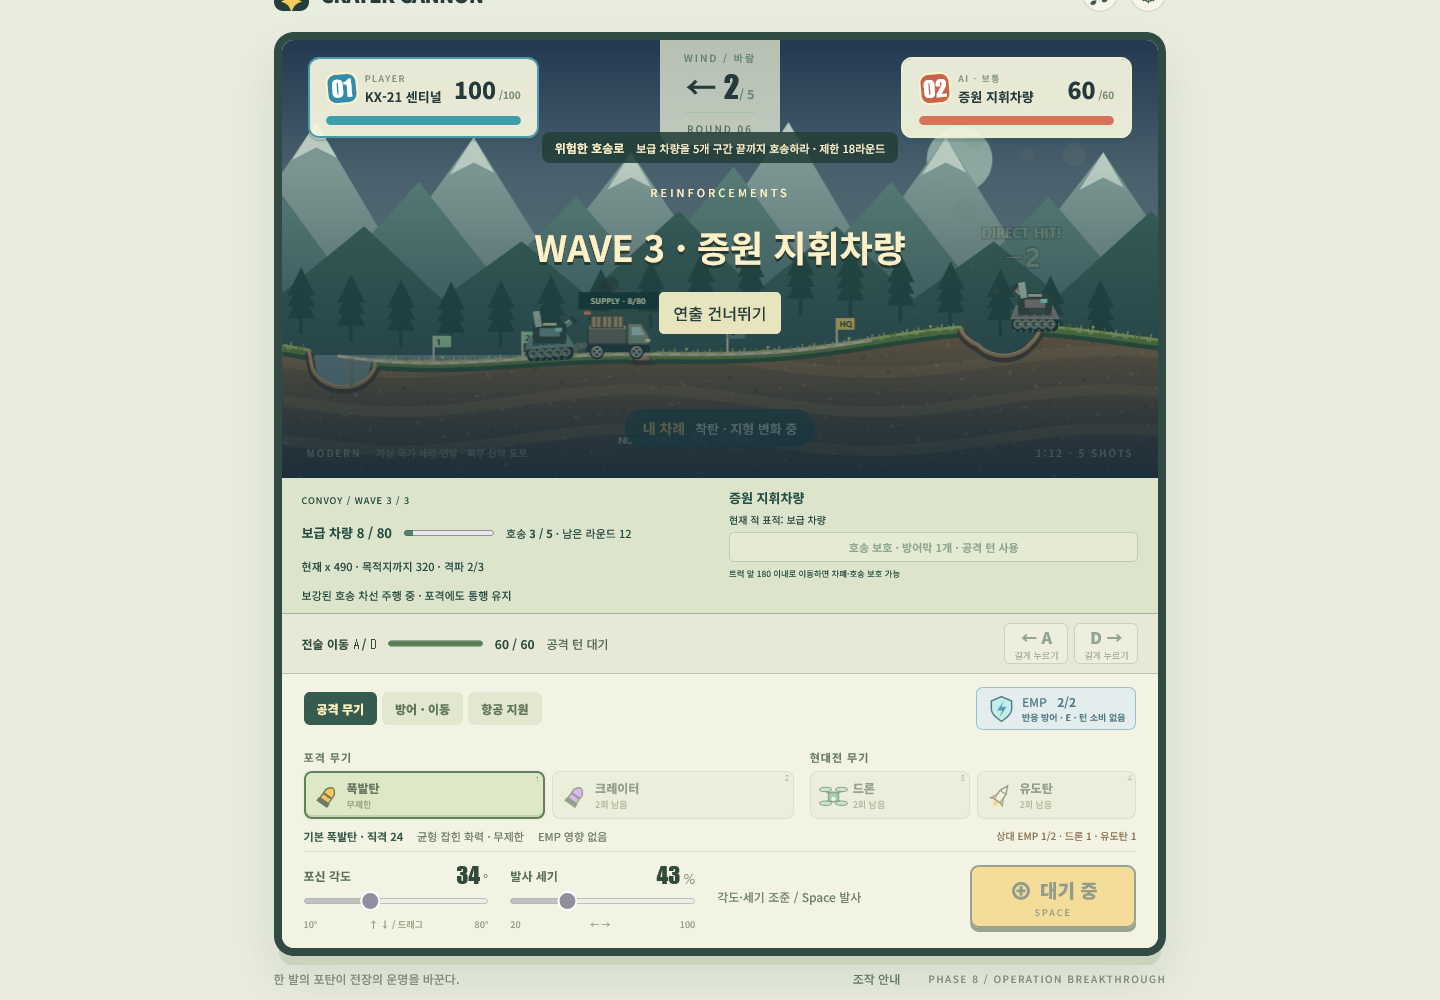 CRATER CANNON
01
PLAYER
KX-21 센티널
100 /100
WIND / 바람
← 2 / 5
ROUND 06
02
AI · 보통
증원 지휘차량
60 /60
위험한 호송로 보급 차량을 5개 구간 끝까지 호송하라 · 제한 18라운드
REINFORCEMENTS
DIRECT HIT!
WAVE 3 · 증원 지휘차량
SUPPLY · 8/80
연출 건너뛰기
HQ
1
2
내 차례 착탄 · 지형 변화 중
MODERN
1:12 · 5 SHOTS
CONVOY / WAVE 3 / 3
보급 차량 8 / 80
호송 3 / 5 · 남은 라운드 12
현재 x 490 · 목적지까지 320 · 격파 2/3
보강된 호송 차선 주행 중 · 포격에도 통행 유지
증원 지휘차량
현재 적 표적: 보급 차량
호송 보호 · 방어막 1개 · 공격 턴 사용
트럭 앞 180 이내로 이동하면 차폐·호송 보호 가능
전술 이동 A / D
60 / 60
공격 턴 대기
← A
길게 누르기
D →
길게 누르기
공격 무기
방어 · 이동
항공 지원
EMP 2/2
반응 방어 · E · 턴 소비 없음
포격 무기
현대전 무기
폭발탄
무제한
1
크레이터
2회 남음
2
드론
2회 남음
3
유도탄
2회 남음
4
기본 폭발탄 · 직격 24 균형 잡힌 화력 · 무제한 EMP 영향 없음
상대 EMP 1/2 · 드론 1 · 유도탄 1
포신 각도
34 °
10°
↑ ↓ / 드래그
80°
발사 세기
43 %
20
← →
100
각도·세기 조준 / Space 발사
대기 중
SPACE
한 발의 포탄이 전장의 운명을 바꾼다.
조작 안내
PHASE 8 / OPERATION BREAKTHROUGH